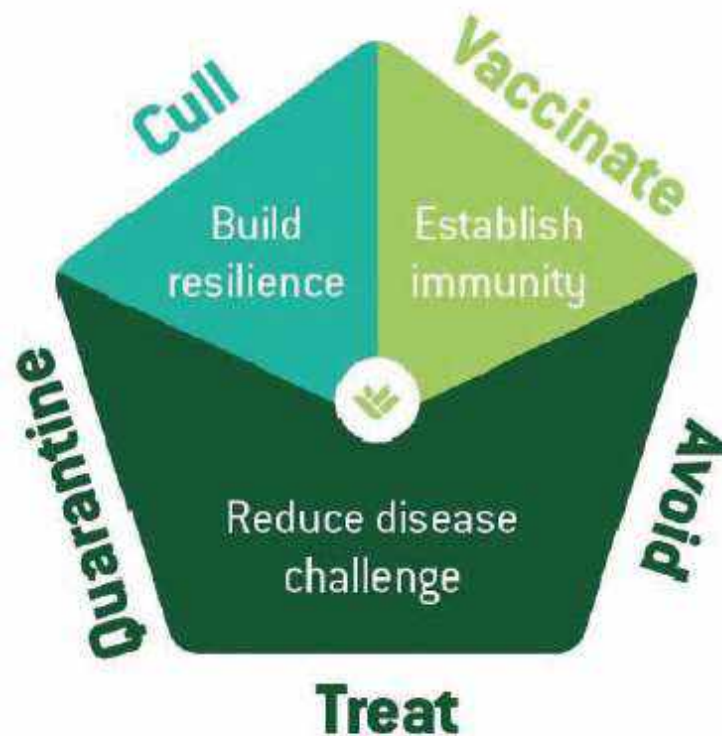 Cull
Vaccinate
Build
resilience
Establish
immunity
Quarantine
Avoid
Reduce disease
challenge
Treat